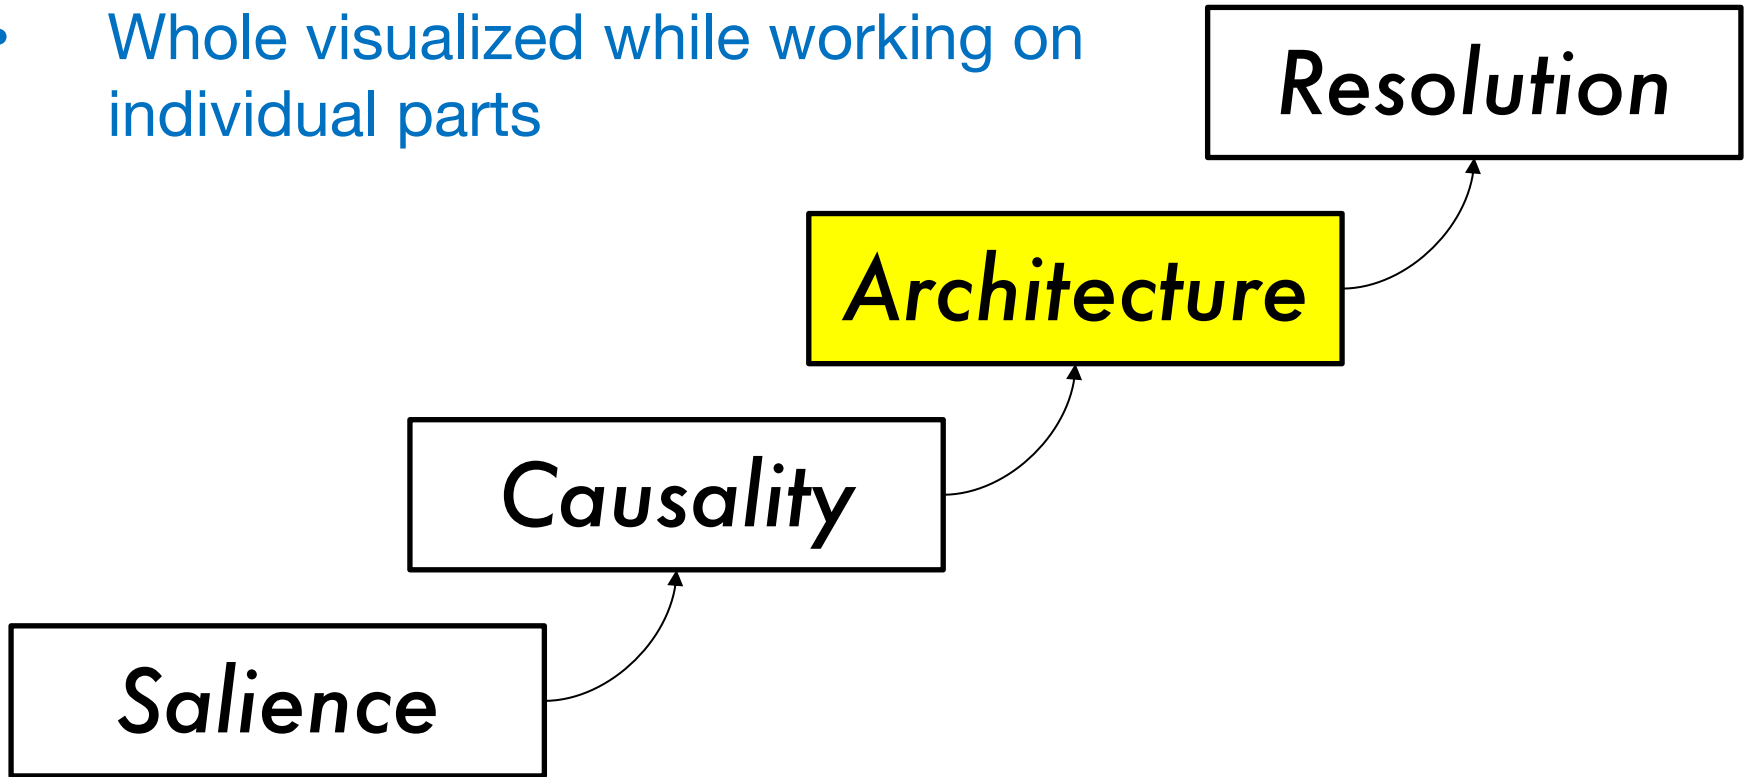 • Whole visualized while working on
individual parts
Resolution
Architecture
Causality
Salience